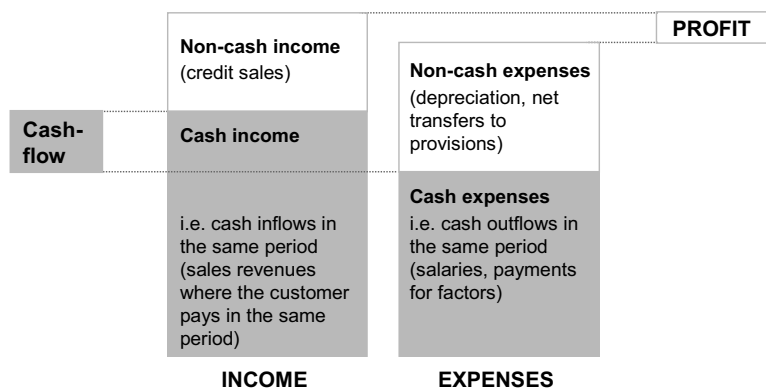 PROFIT
Non-cash income
(credit sales)
Non-cash expenses
(depreciation, net
transfers to
provisions)
Cash-
flow
Cash income
Cash expenses
i.e. cash inflows in
the same period
(sales revenues
where the customer
pays in the same
period)
i.e. cash outflows in
the same period
(salaries, payments
for factors)
INCOME
EXPENSES